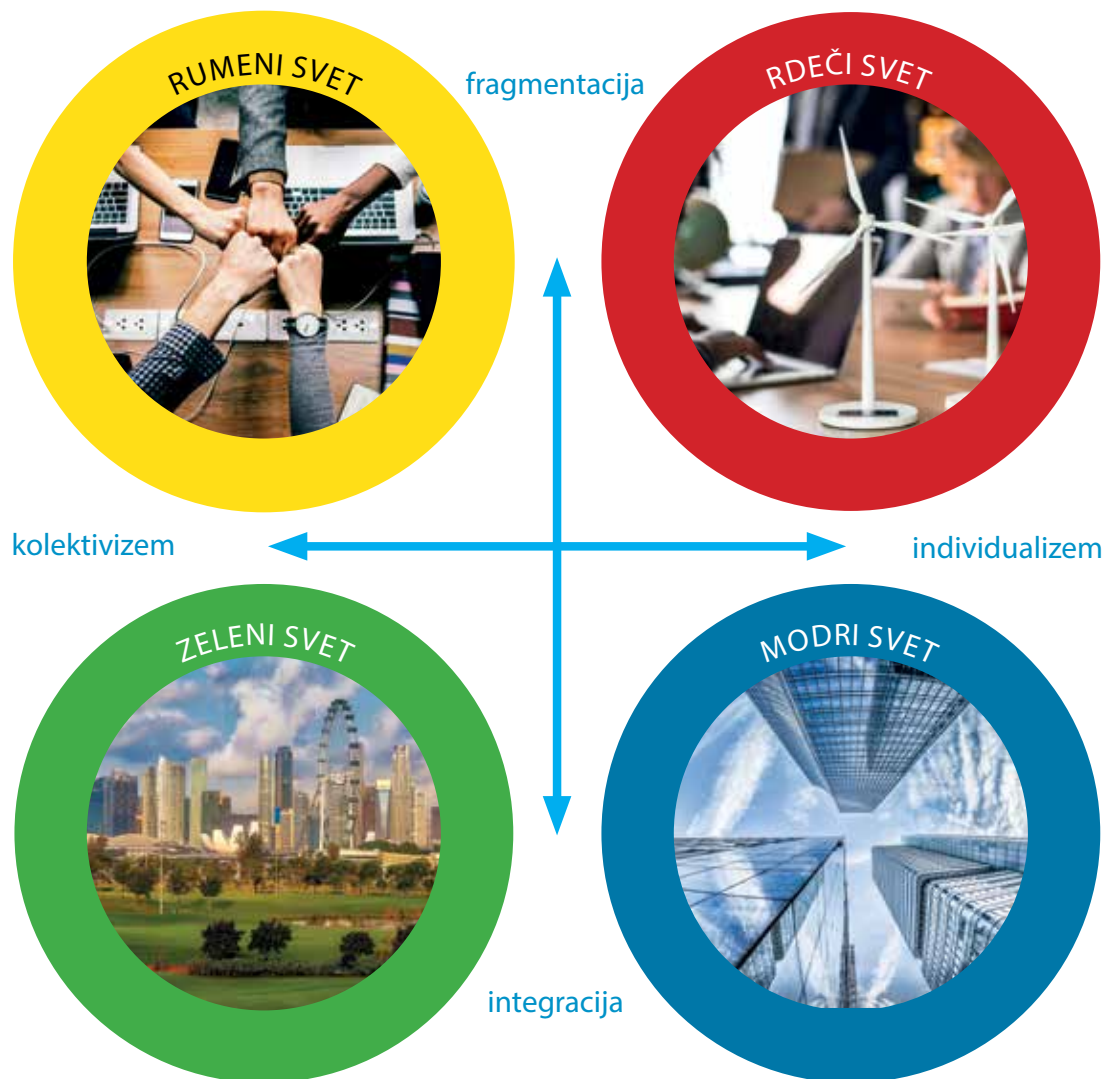 RUMENI SVET
fragmentacija
RDEČI SVET
kolektivizem
individualizem
ZELENI SVET
MODRI SVET
integracija